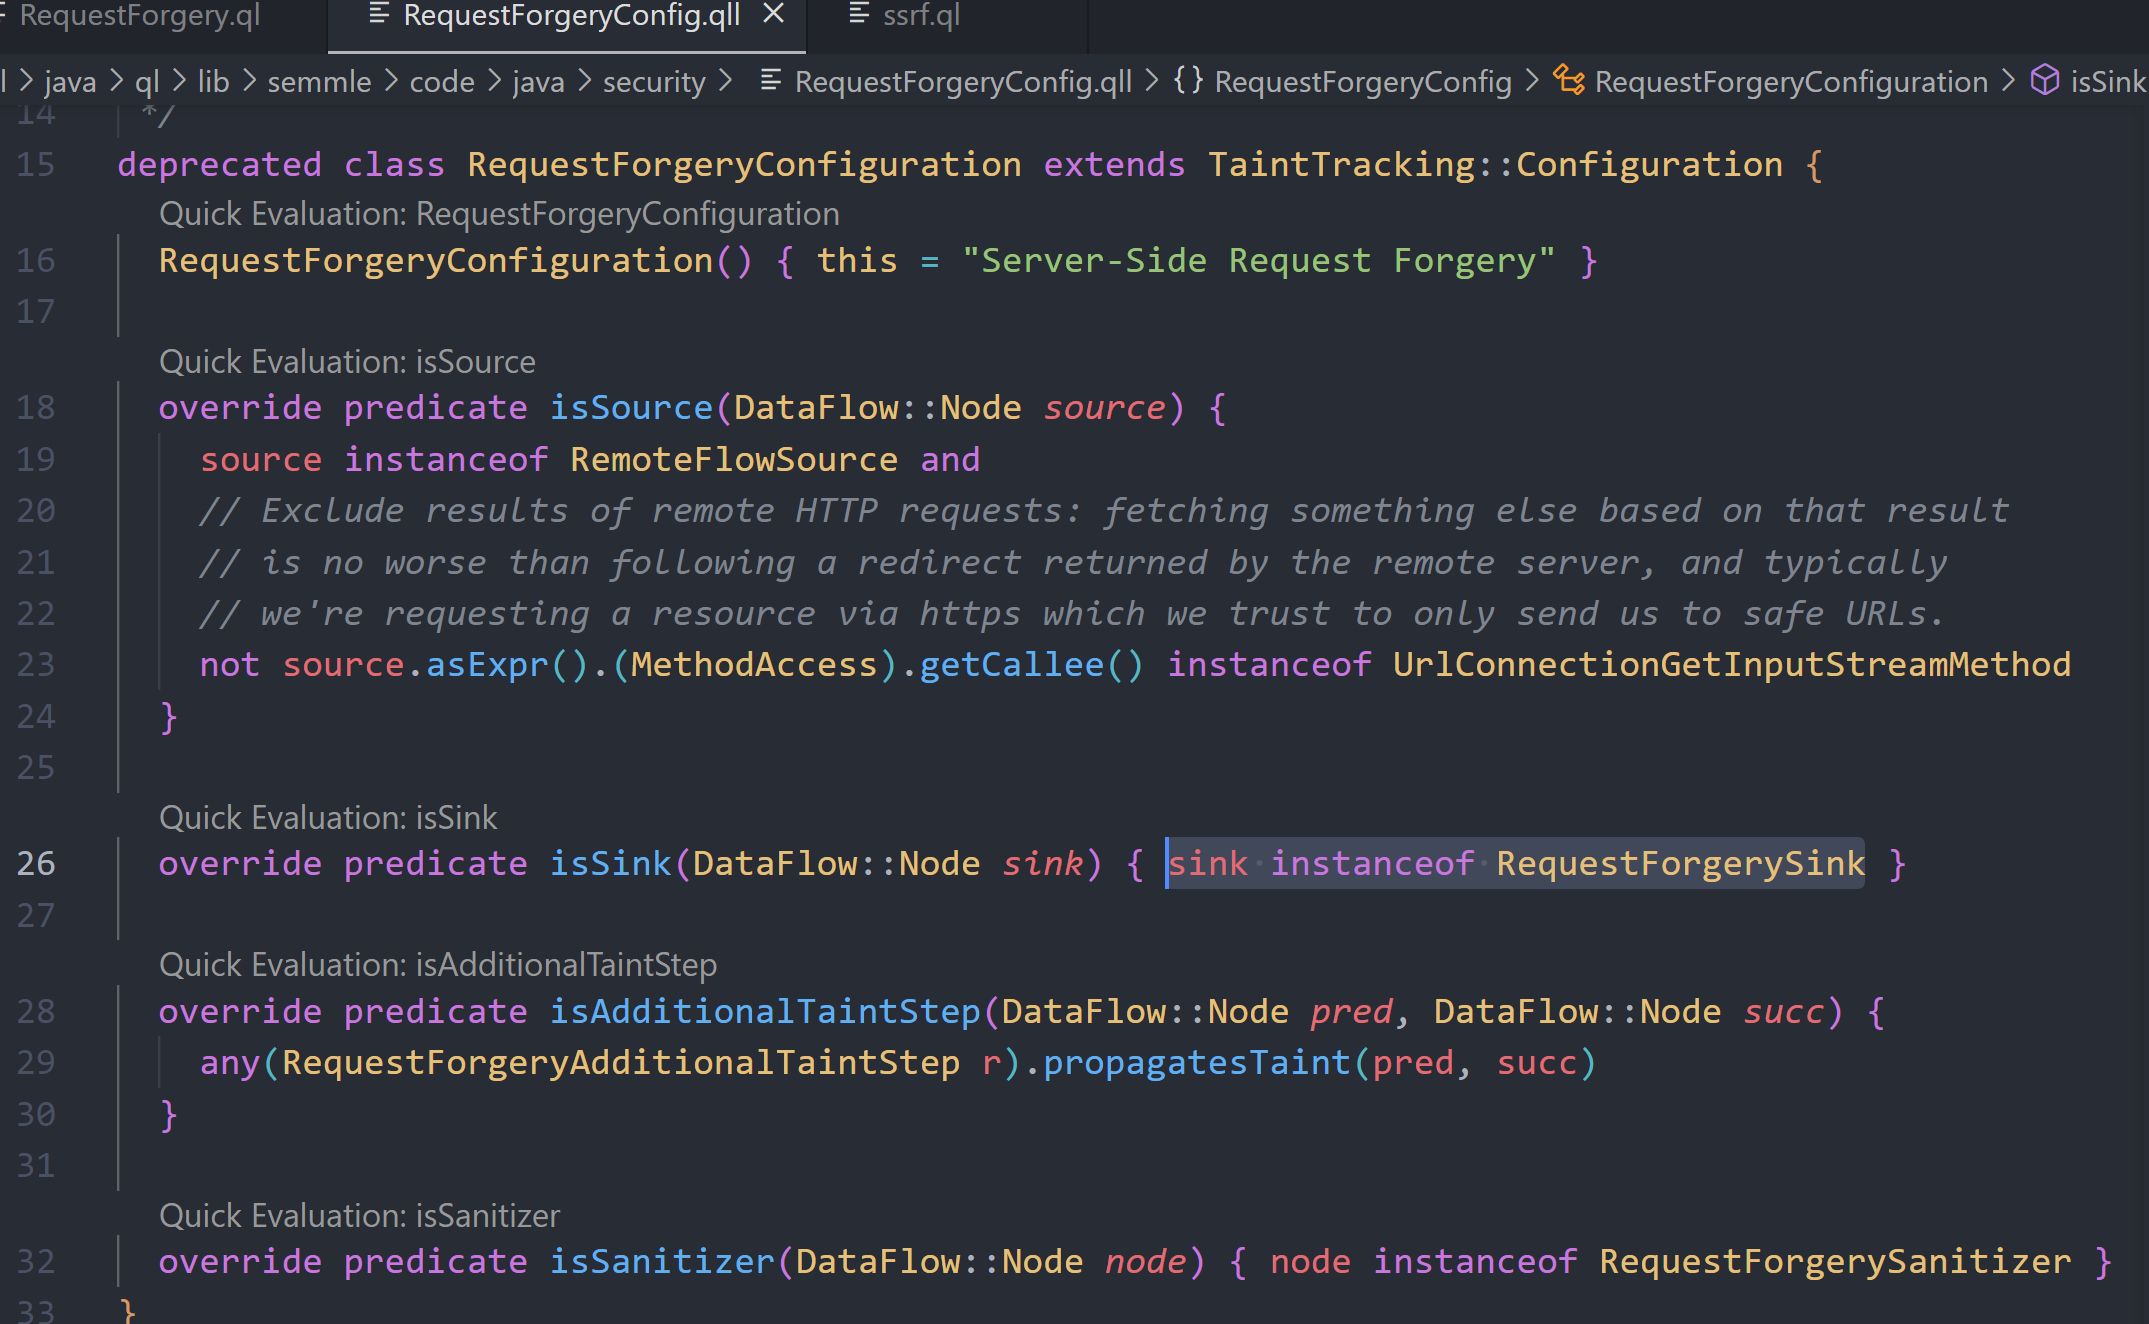 RequestForgery.ql RequestForgeryConfig.qll ssrf.ql
l > java > ql > lib > semmle > code > java > security > RequestForgeryConfig.qll > {} RequestForgeryConfig > RequestForgeryConfiguration > isSink
14 */
15 deprecated class RequestForgeryConfiguration extends TaintTracking::Configuration {
Quick Evaluation: RequestForgeryConfiguration
16 RequestForgeryConfiguration() { this = "Server-Side Request Forgery" }
17
Quick Evaluation: isSource
18 override predicate isSource(DataFlow::Node source) {
19 source instanceof RemoteFlowSource and
20 // Exclude results of remote HTTP requests: fetching something else based on that result
21 // is no worse than following a redirect returned by the remote server, and typically
22 // we're requesting a resource via https which we trust to only send us to safe URLs.
23 not source.asExpr().(MethodAccess).getCallee() instanceof UrlConnectionGetInputStreamMethod
24 }
25
Quick Evaluation: isSink
26 override predicate isSink(DataFlow::Node sink) { sink instanceof RequestForgerySink }
27
Quick Evaluation: isAdditionalTaintStep
28 override predicate isAdditionalTaintStep(DataFlow::Node pred, DataFlow::Node succ) {
29 any(RequestForgeryAdditionalTaintStep r).propagatesTaint(pred, succ)
30 }
31
Quick Evaluation: isSanitizer
32 override predicate isSanitizer(DataFlow::Node node) { node instanceof RequestForgerySanitizer }
33 }